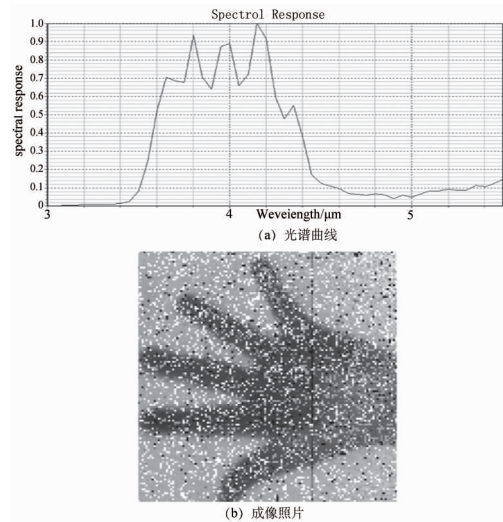 Spectrol Response
1.0
0.9
0.8
0.7
0.6
0.5
0.4
0.3
0.2
0.1
0
spectral response
3
4
5
Weveiength/μm
(a) 光谱曲线
(b) 成像照片